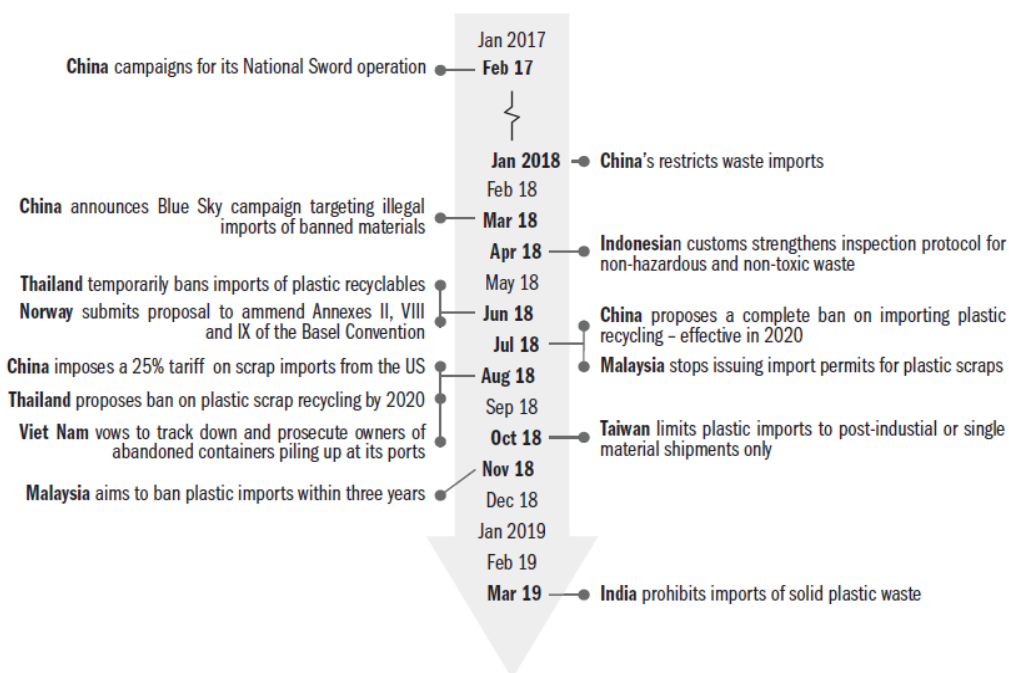 Jan 2017
China campaigns for its National Sword operation
Feb 17
Jan 2018
China's restricts waste imports
Feb 18
China announces Blue Sky campaign targeting illegal
imports of banned materials
Mar 18
Apr 18
Indonesian customs strengthens inspection protocol for
non-hazardous and non-toxic waste
May 18
Thailand temporarily bans imports of plastic recyclables
Norway submits proposal to ammend Annexes II, VIII
and IX of the Basel Convention
Jun 18
Jul 18
China proposes a complete ban on importing plastic
recycling – effective in 2020
Malaysia stops issuing import permits for plastic scraps
China imposes a 25% tariff on scrap imports from the US
Aug 18
Thailand proposes ban on plastic scrap recycling by 2020
Viet Nam vows to track down and prosecute owners of
abandoned containers piling up at its ports
Sep 18
Oct 18
Taiwan limits plastic imports to post-industial or single
material shipments only
Nov 18
Malaysia aims to ban plastic imports within three years
Dec 18
Jan 2019
Feb 19
Mar 19
India prohibits imports of solid plastic waste